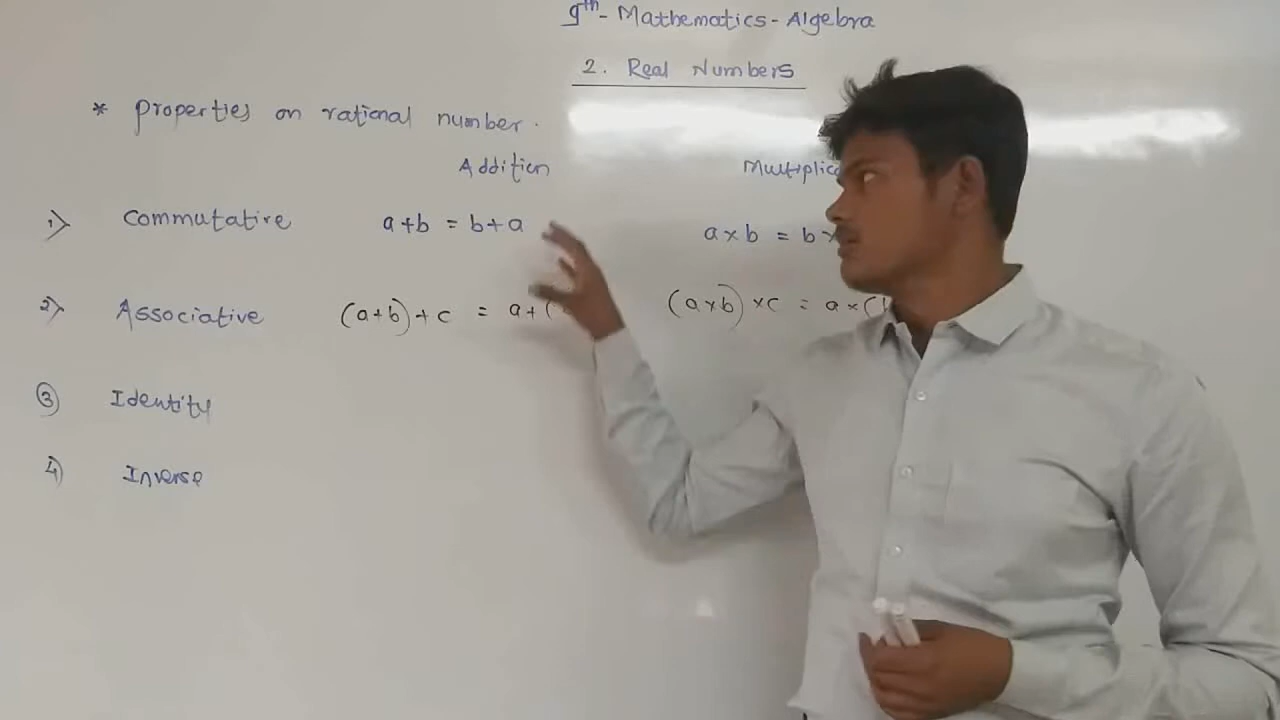 9th - Mathematics - Algebra
2. Real Numbers
* Properties on rational number.
Addition Multiplic
1) Commutative a+b = b+a a×b = b×
2) Associative (a+b)+c = a+( (a×b)×c = a×(
3) Identity
4) Inverse